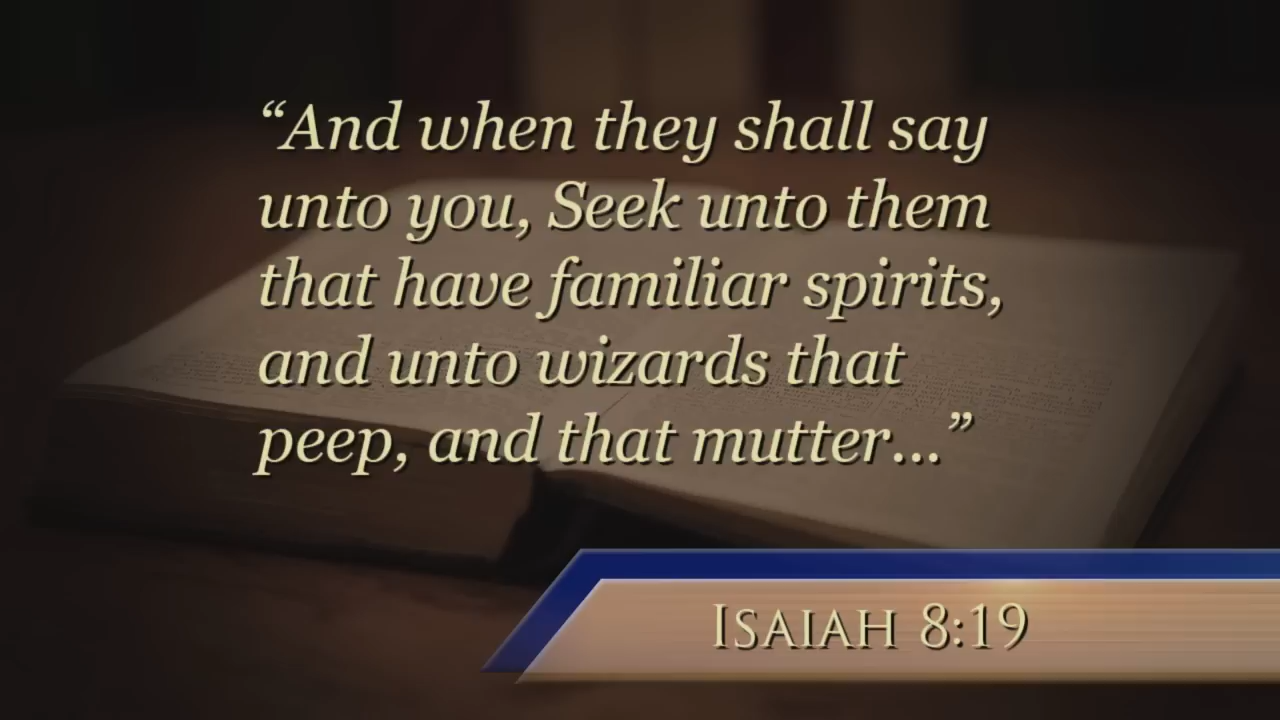 “And when they shall say
unto you, Seek unto them
that have familiar spirits,
and unto wizards that
peep, and that mutter...”
Isaiah 8:19